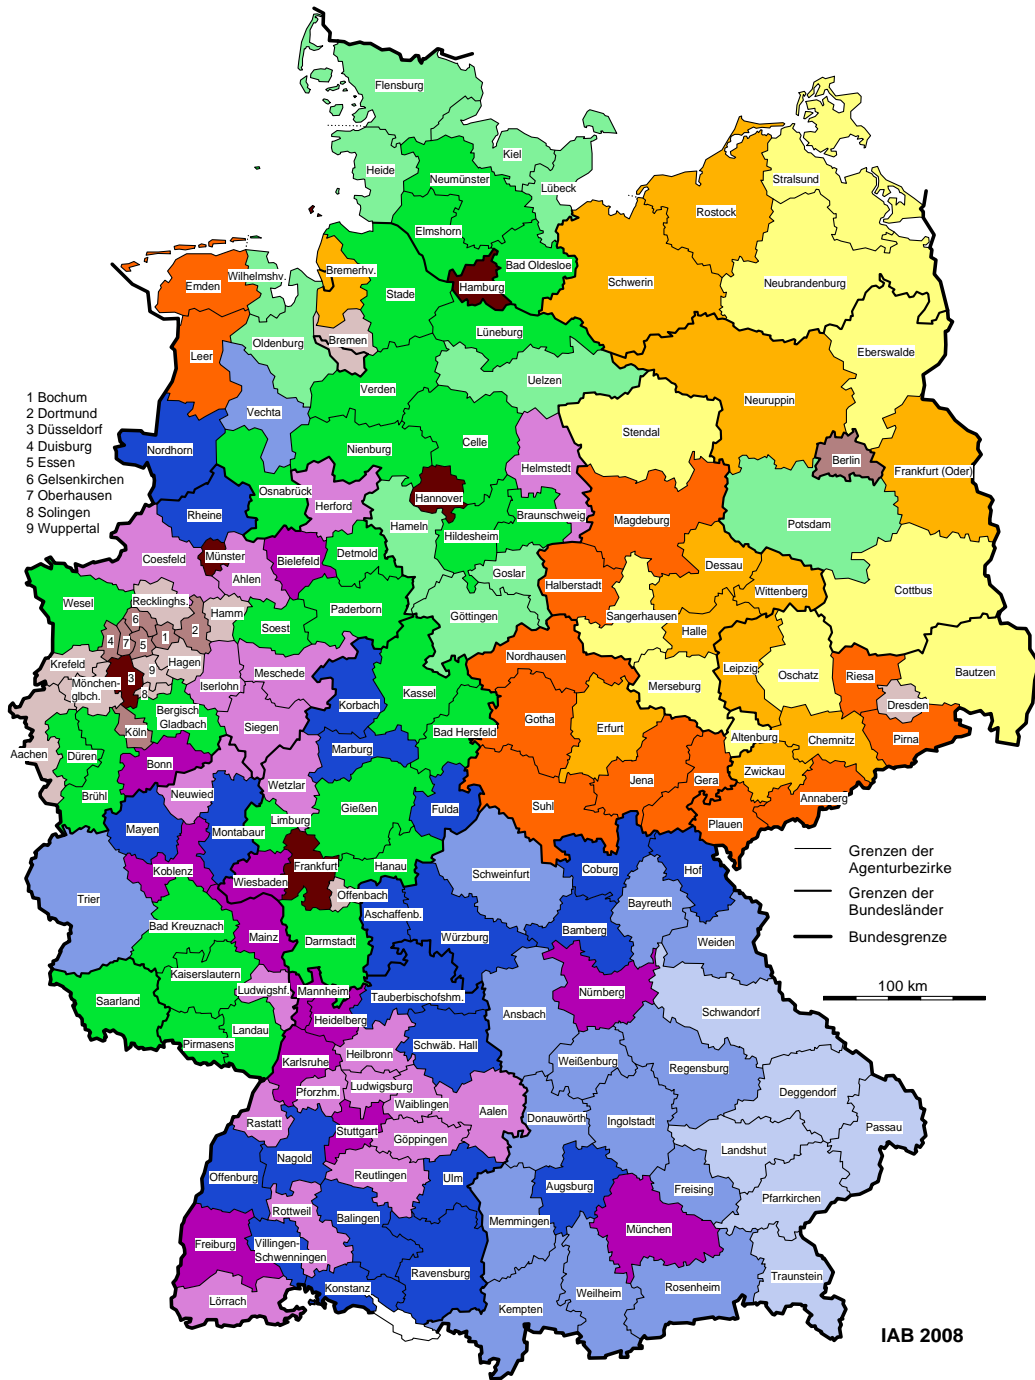 Flensburg
Kiel
Heide
Neumünster
Lübeck
Stralsund
Rostock
Elmshorn
Bad Oldesloe
Wilhelmshv.
Bremerhv.
Emden
Hamburg
Stade
Schwerin
Neubrandenburg
Lüneburg
Oldenburg
Bremen
Leer
Eberswalde
Uelzen
Verden
Neuruppin
1 Bochum
2 Dortmund
3 Düsseldorf
4 Duisburg
5 Essen
6 Gelsenkirchen
7 Oberhausen
8 Solingen
9 Wuppertal
Vechta
Stendal
Nordhorn
Nienburg
Celle
Helmstedt
Berlin
Frankfurt (Oder)
Osnabrück
Herford
Hannover
Rheine
Hameln
Braunschweig
Magdeburg
Potsdam
Hildesheim
Coesfeld
Münster
Bielefeld
Detmold
Ahlen
Goslar
Halberstadt
Dessau
Wittenberg
Cottbus
Wesel
Recklinghs.
Hamm
Paderborn
Göttingen
Sangerhausen
6
Soest
Halle
4
7
5
1
2
Nordhausen
Krefeld
9
Hagen
Meschede
Leipzig
Oschatz
Riesa
Bautzen
Mönchen-
glbch.
3
8
Iserlohn
Kassel
Merseburg
Dresden
Korbach
Bergisch
Gladbach
Gotha
Siegen
Erfurt
Bad Hersfeld
Köln
Altenburg
Chemnitz
Pirna
Aachen
Düren
Marburg
Bonn
Zwickau
Jena
Gera
Wetzlar
Brühl
Neuwied
Annaberg
Gießen
Fulda
Suhl
Limburg
Plauen
Mayen
Montabaur
Grenzen der
Agenturbezirke
Frankfurt
Hanau
Coburg
Hof
Koblenz
Wiesbaden
Schweinfurt
Grenzen der
Bundesländer
Offenbach
Trier
Bayreuth
Aschaffenb.
Bad Kreuznach
Bamberg
Mainz
Darmstadt
Würzburg
Weiden
Bundesgrenze
Kaiserslautern
100 km
Ludwigshf.
Mannheim
Tauberbischofshm.
Nürnberg
Saarland
Ansbach
Schwandorf
Heidelberg
Landau
Pirmasens
Schwäb. Hall
Heilbronn
Karlsruhe
Weißenburg
Regensburg
Ludwigsburg
Pforzhm.
Deggendorf
Waiblingen
Aalen
Rastatt
Donauwörth
Ingolstadt
Passau
Stuttgart
Göppingen
Landshut
Nagold
Offenburg
Reutlingen
Ulm
Augsburg
Freising
Pfarrkirchen
Rottweil
Balingen
Memmingen
München
Freiburg
Villingen-
Schwenningen
Ravensburg
Traunstein
Konstanz
Rosenheim
Weilheim
Lörrach
Kempten
IAB 2008